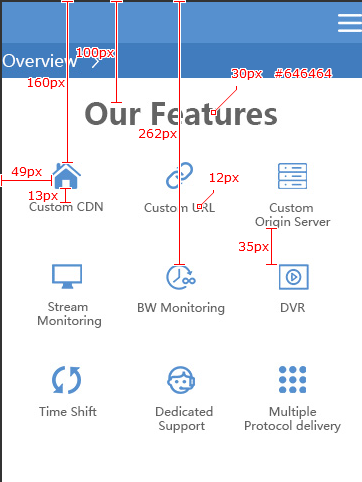 100px
Overview
160px
30px #646464
Our Features
262px
49px
12px
13px
Custom CDN
Custom URL
Custom
Origin Server
35px
Stream
Monitoring
BW Monitoring
DVR
Time Shift
Dedicated
Support
Multiple
Protocol delivery